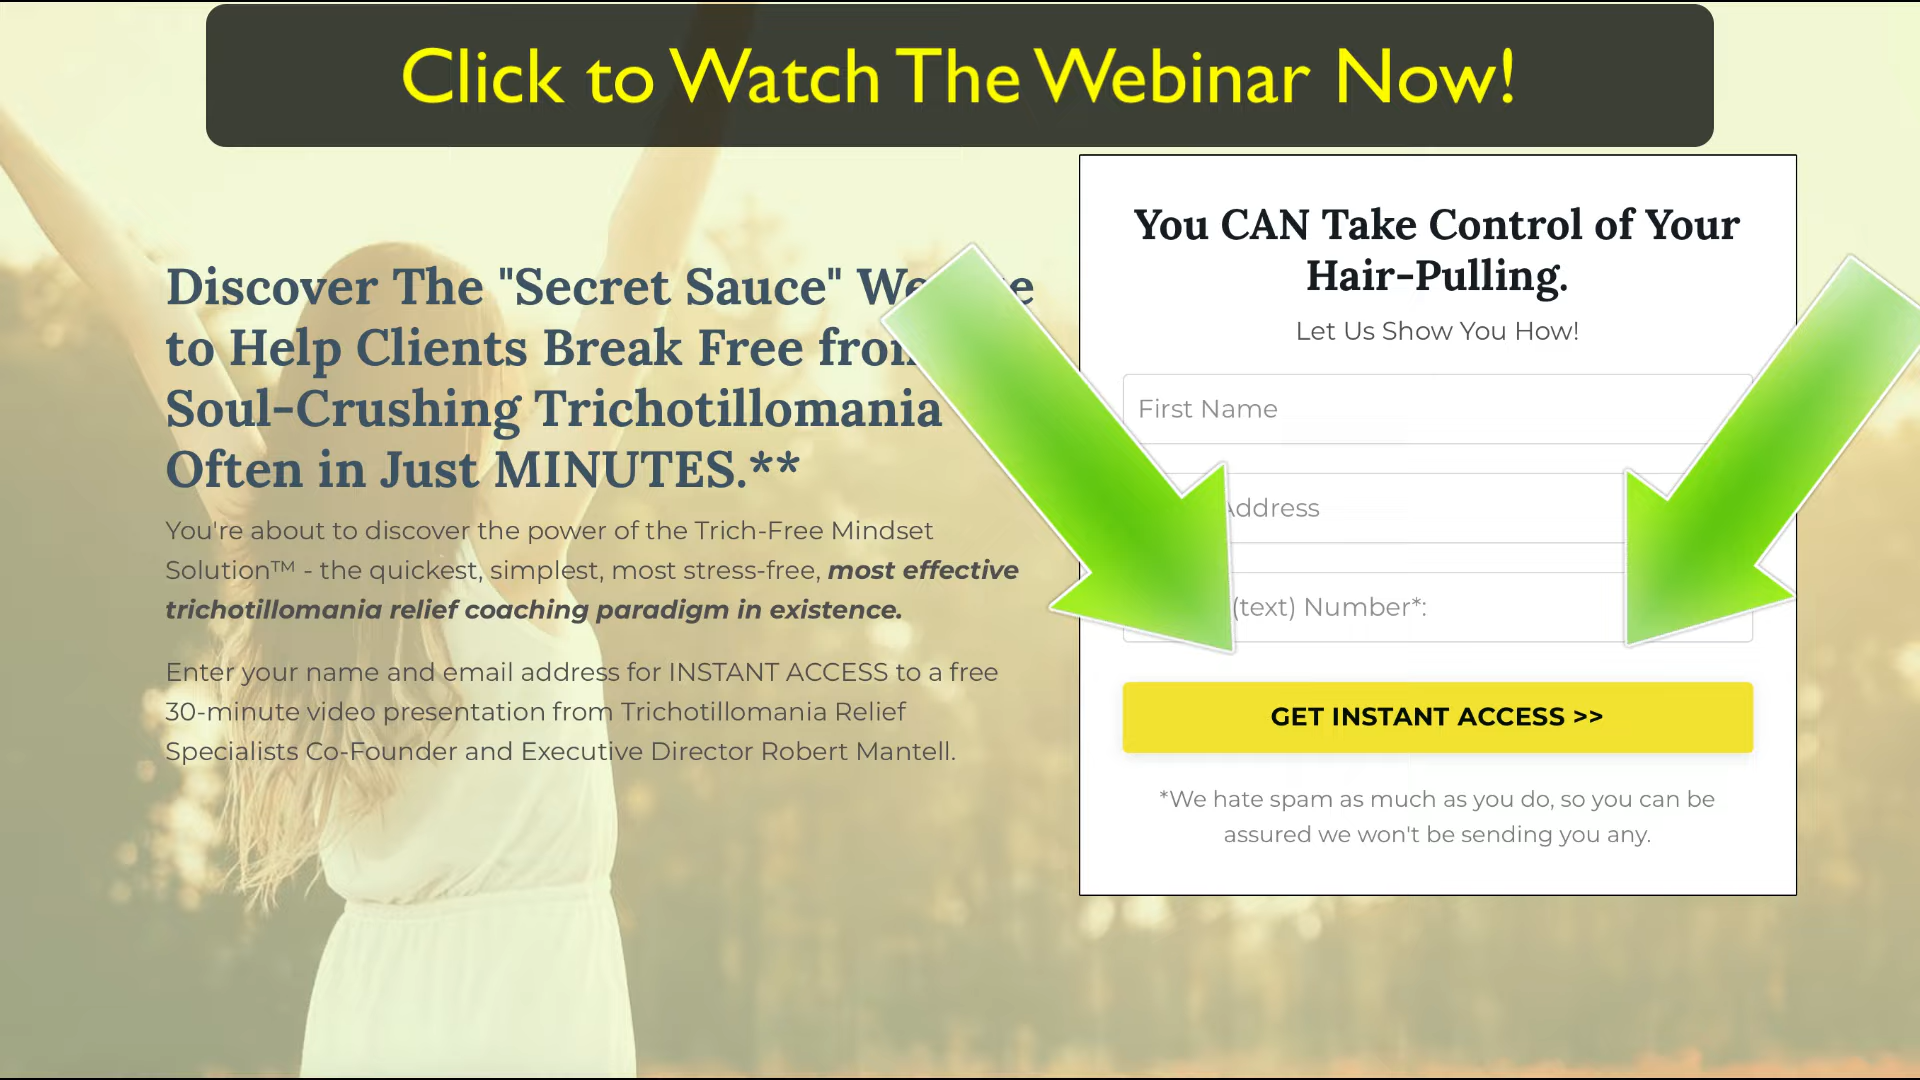 Click to Watch The Webinar Now!
Discover The "Secret Sauce"
to Help Clients Break Free
Soul-Crushing Trichotillomania
Often in Just MINUTES.**
You're about to discover the power of the Trich-Free Mindset
Solution™ - the quickest, simplest, most stress-free, most effective
trichotillomania relief coaching paradigm in existence.
Enter your name and email address for INSTANT ACCESS to a free
30-minute video presentation from Trichotillomania Relief
Specialists Co-Founder and Executive Director Robert Mantell.
You CAN Take Control of Your
Hair-Pulling.
Let Us Show You How!
First Name
Address
(text) Number*:
GET INSTANT ACCESS >>
*We hate spam as much as you do, so you can be
assured we won't be sending you any.